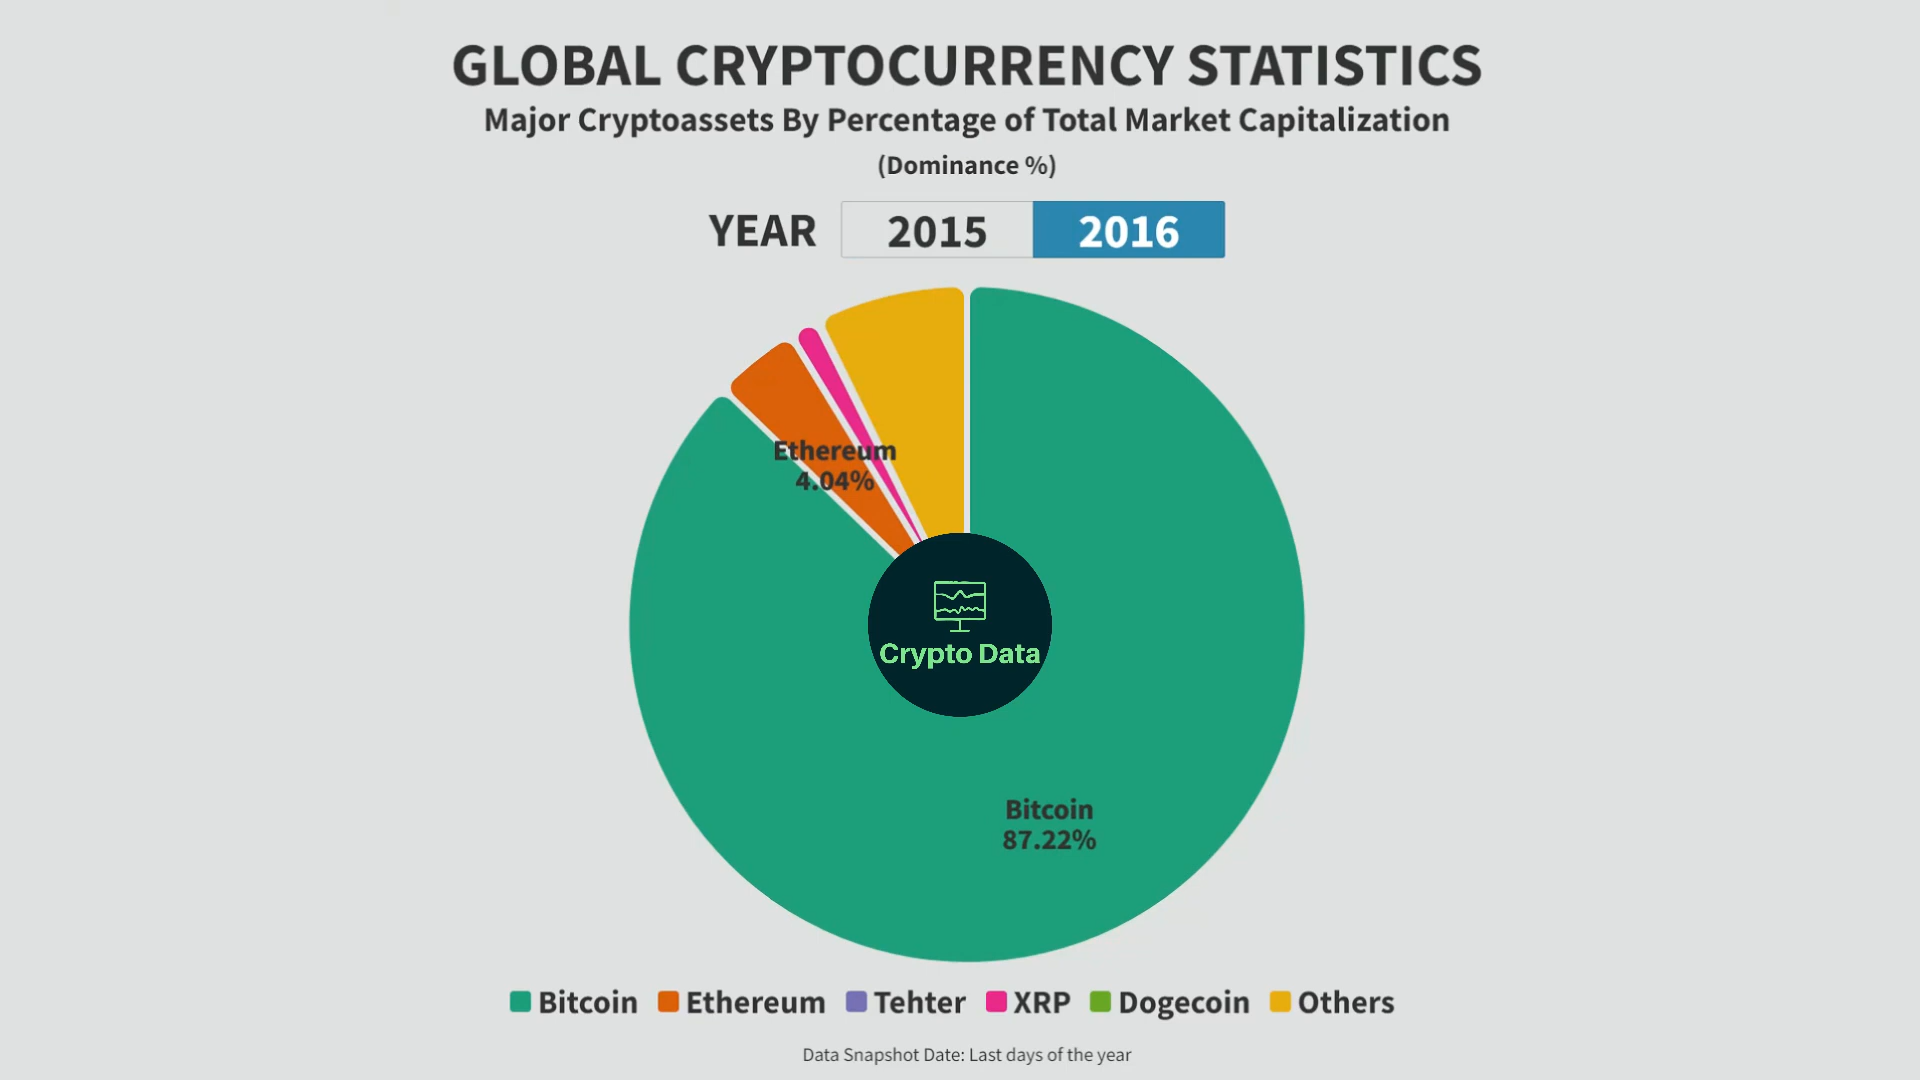 GLOBAL CRYPTOCURRENCY STATISTICS
Major Cryptoassets By Percentage of Total Market Capitalization
(Dominance %)
YEAR 2015 2016
Ethereum
4.04%
Crypto Data
Bitcoin
87.22%
Bitcoin Ethereum Tehter XRP Dogecoin Others
Data Snapshot Date: Last days of the year